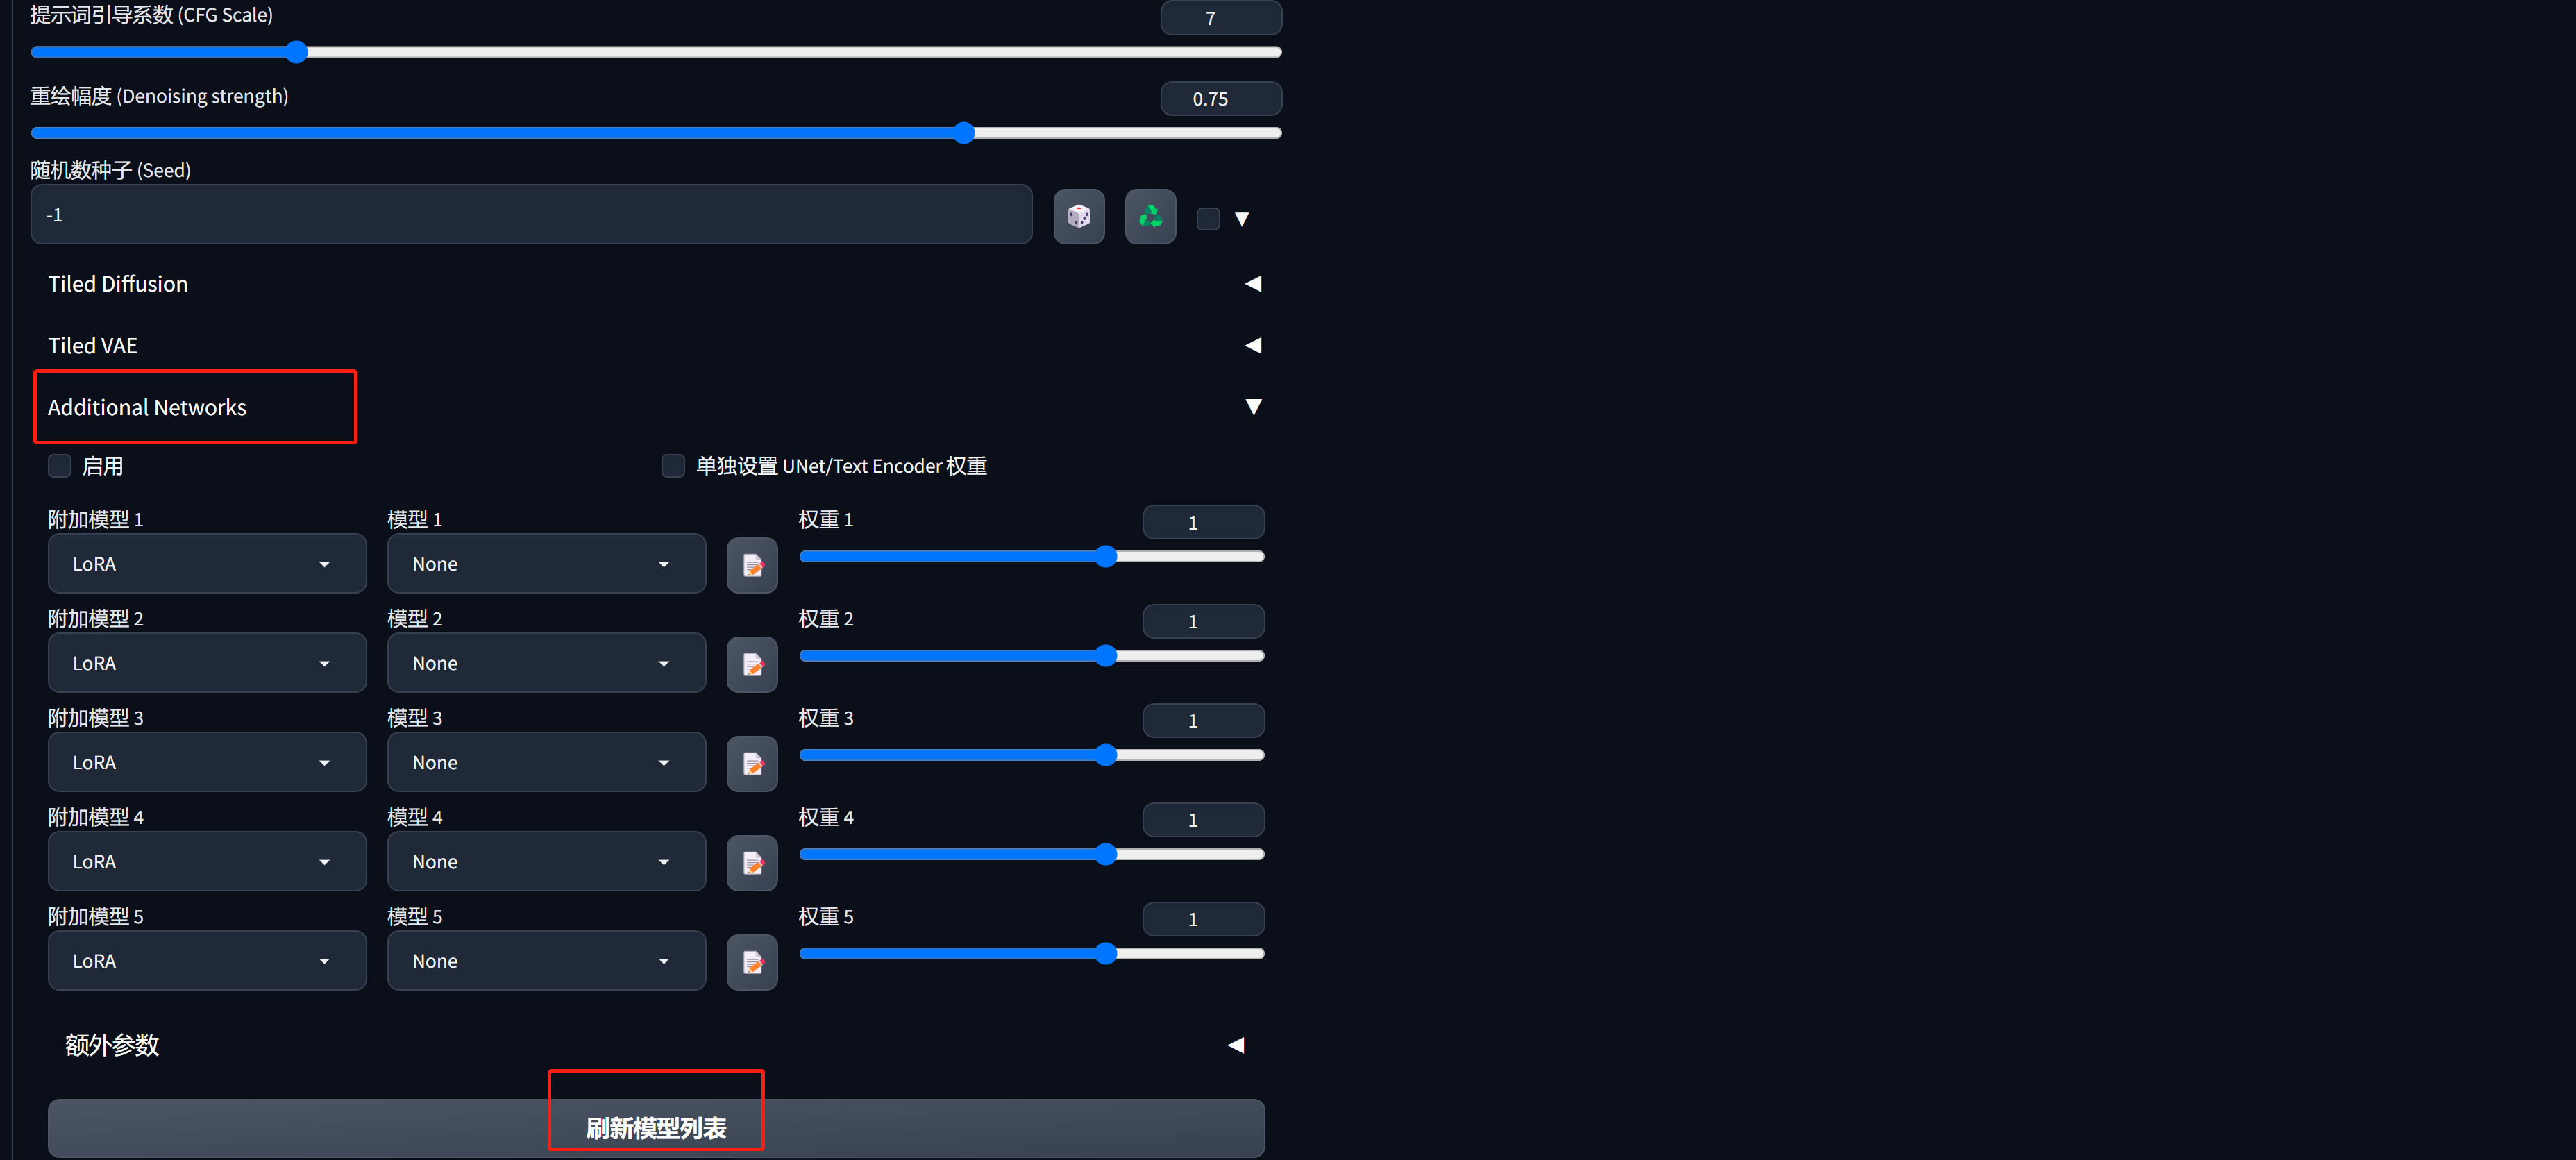 提示词引导系数 (CFG Scale)
7
重绘幅度 (Denoising strength)
0.75
随机数种子 (Seed)
-1
Tiled Diffusion
Tiled VAE
Additional Networks
启用
单独设置 UNet/Text Encoder 权重
附加模型 1
模型 1
权重 1
1
LoRA
None
附加模型 2
模型 2
权重 2
1
LoRA
None
附加模型 3
模型 3
权重 3
1
LoRA
None
附加模型 4
模型 4
权重 4
1
LoRA
None
附加模型 5
模型 5
权重 5
1
LoRA
None
额外参数
刷新模型列表